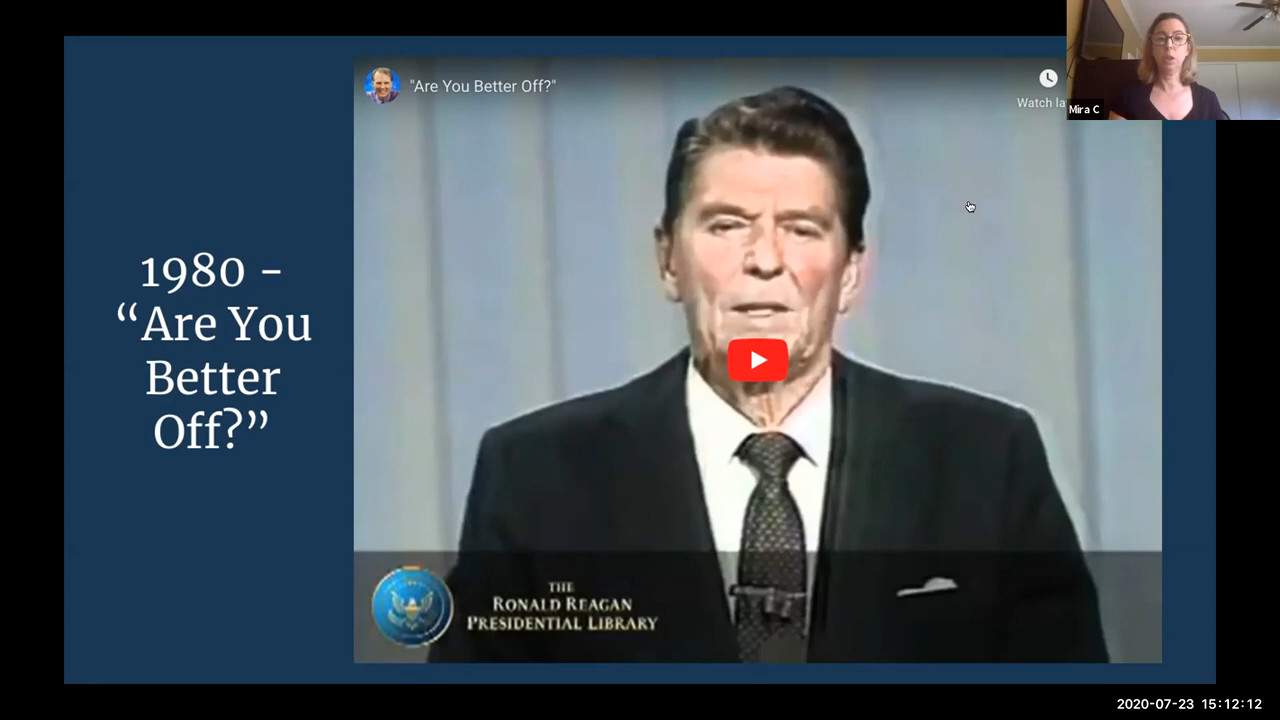 "Are You Better Off?"
Watch la
Mira C
1980 –
“Are You
Better
Off?”
THE
RONALD REAGAN
PRESIDENTIAL LIBRARY
2020-07-23 15:12:12